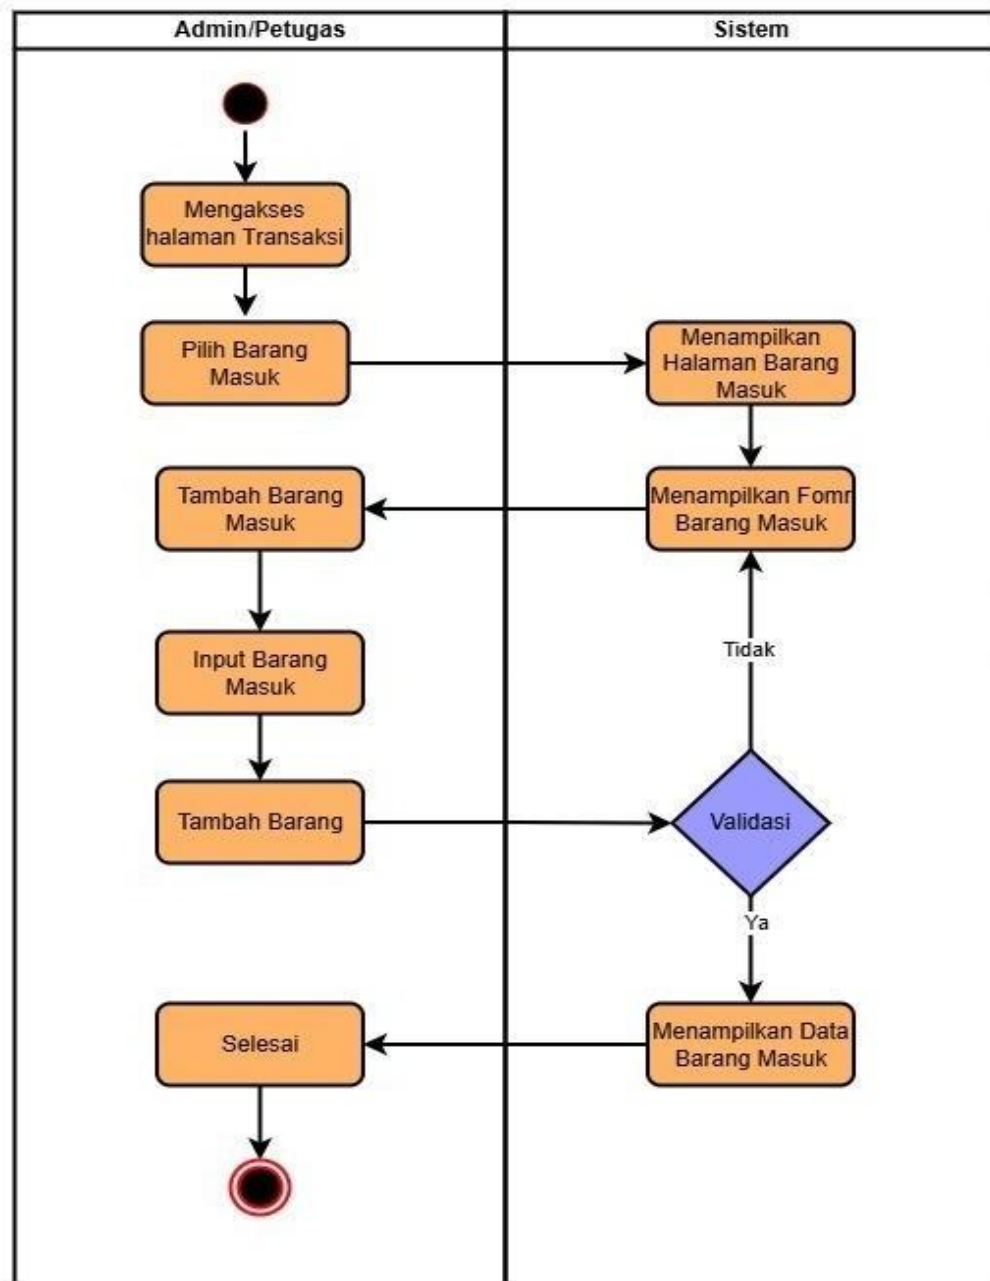 Admin/Petugas
Sistem
Mengakses
halaman Transaksi
Pilih Barang
Masuk
Menampilkan
Halaman Barang
Masuk
Tambah Barang
Masuk
Menampilkan Fomr
Barang Masuk
Input Barang
Masuk
Tidak
Tambah Barang
Validasi
Ya
Selesai
Menampilkan Data
Barang Masuk